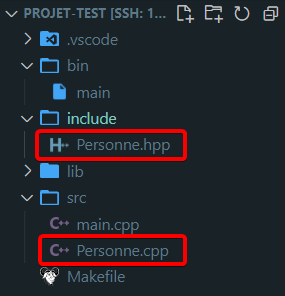 PROJET-TEST [SSH: 1...
.vscode
bin
main
include
Personne.hpp
lib
src
main.cpp
Personne.cpp
Makefile